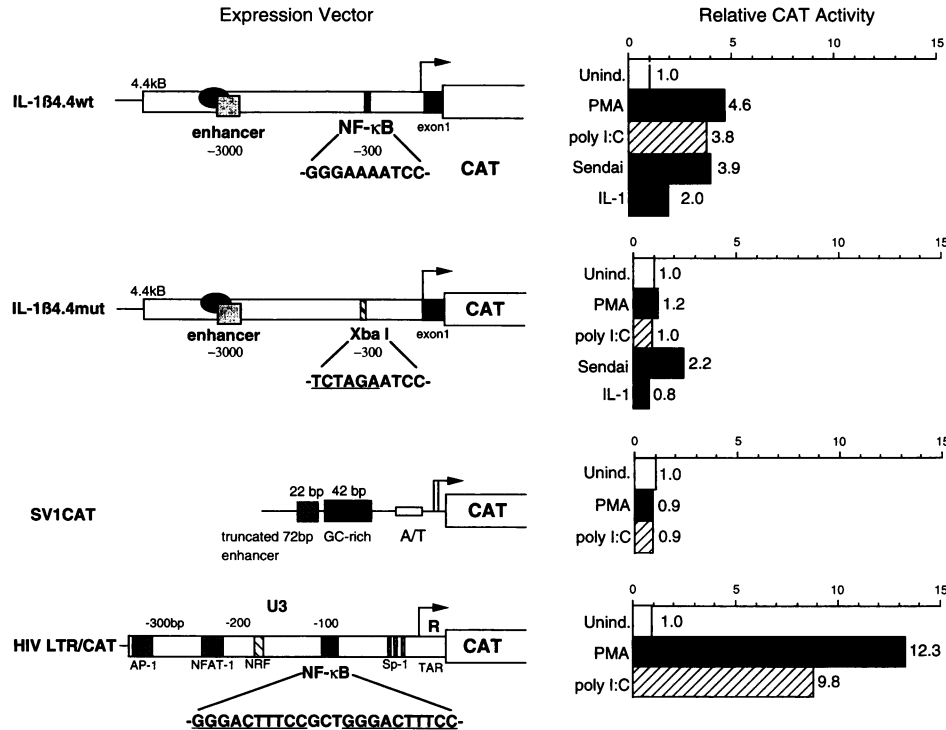 Expression Vector
Relative CAT Activity
IL-1ß4.4wt
4.4kB
enhancer
-3000
NF-κB
-300
-GGGAAAATCC-
exon1
CAT
0 5 10 15
Unind. 1.0
PMA 4.6
poly I:C 3.8
Sendai 3.9
IL-1 2.0
IL-1ß4.4mut
4.4kB
enhancer
-3000
Xba I
-300
-TCTAGAATCC-
exon1
CAT
0 5 10 15
Unind. 1.0
PMA 1.2
poly I:C 1.0
Sendai 2.2
IL-1 0.8
SV1CAT
22 bp 42 bp
truncated 72bp
enhancer
GC-rich
A/T
CAT
0 5 10 15
Unind. 1.0
PMA 0.9
poly I:C 0.9
U3
HIV LTR/CAT
-300bp -200 -100 R
CAT
AP-1 NFAT-1 NRF Sp-1 TAR
NF-κB
-GGGACTTTCCGCTGGGACTTTCC-
0 5 10 15
Unind. 1.0
PMA 12.3
poly I:C 9.8